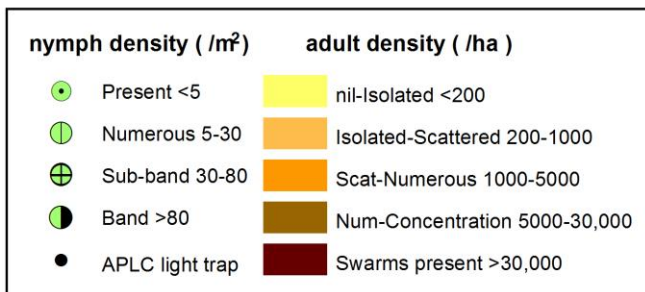 nymph density ( /m²)
adult density ( /ha )
Present <5
nil-Isolated <200
Numerous 5-30
Isolated-Scattered 200-1000
Sub-band 30-80
Scat-Numerous 1000-5000
Band >80
Num-Concentration 5000-30,000
APLC light trap
Swarms present >30,000